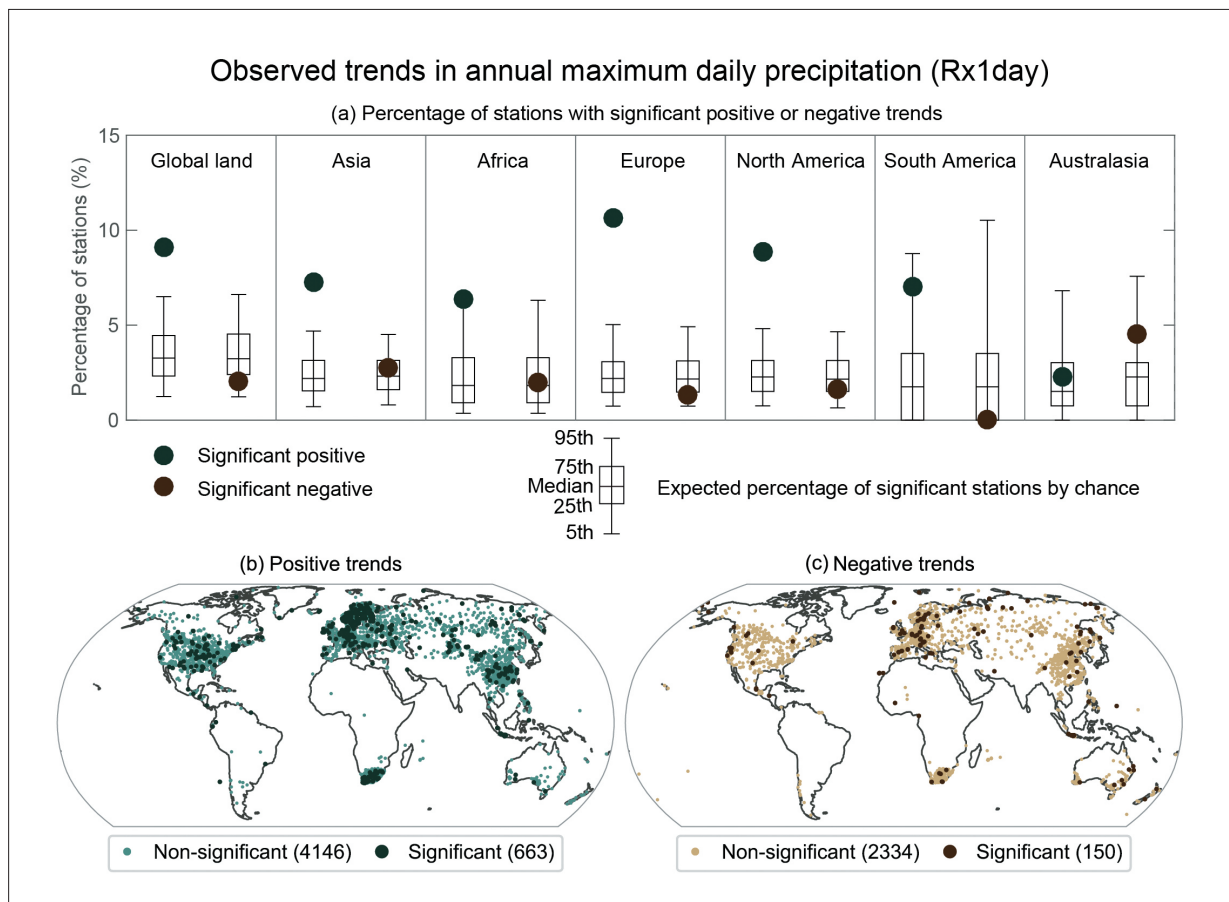 Observed trends in annual maximum daily precipitation (Rx1day)
(a) Percentage of stations with significant positive or negative trends
Percentage of stations (%)
15
10
5
0
Global land
Asia
Africa
Europe
North America
South America
Australasia
Significant positive
Significant negative
95th
75th
Median
25th
5th
Expected percentage of significant stations by chance
(b) Positive trends
(c) Negative trends
Non-significant (4146)
Significant (663)
Non-significant (2334)
Significant (150)